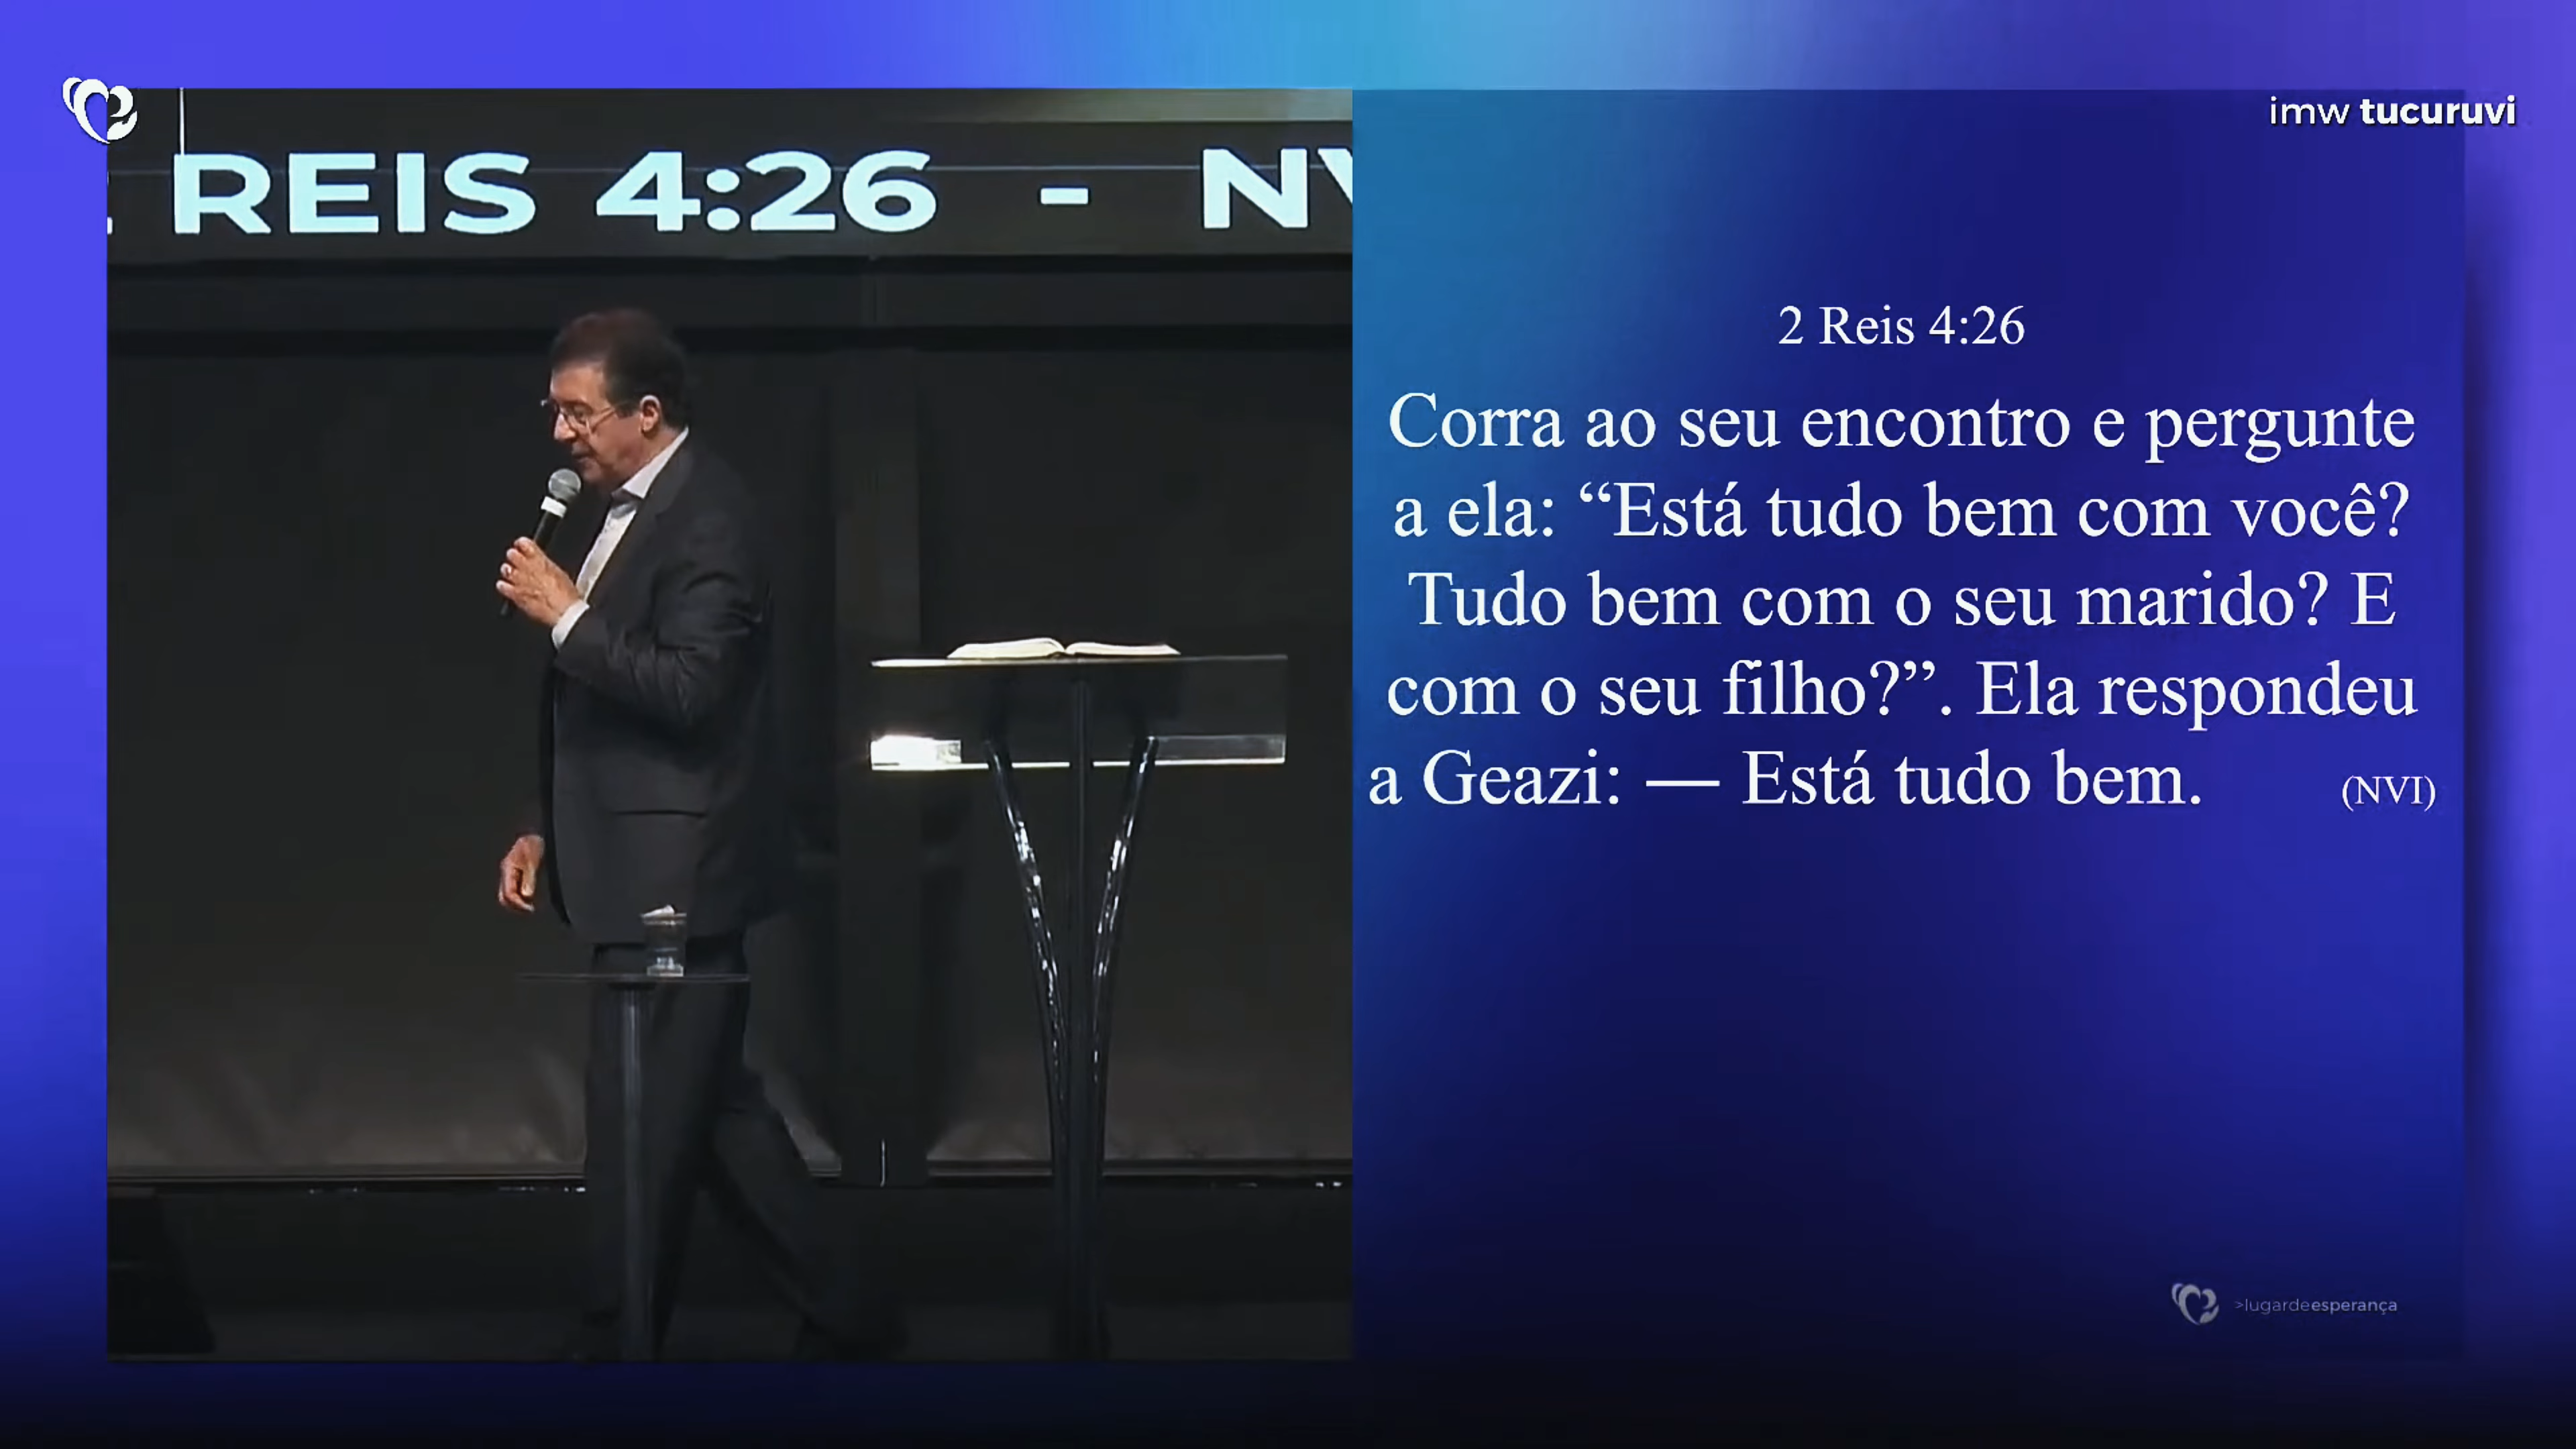 imw tucuruvi
REIS 4:26 - NV
2 Reis 4:26
Corra ao seu encontro e pergunte
a ela: “Está tudo bem com você?
Tudo bem com o seu marido? E
com o seu filho?”. Ela respondeu
a Geazi: — Está tudo bem. (NVI)
>lugardeesperança